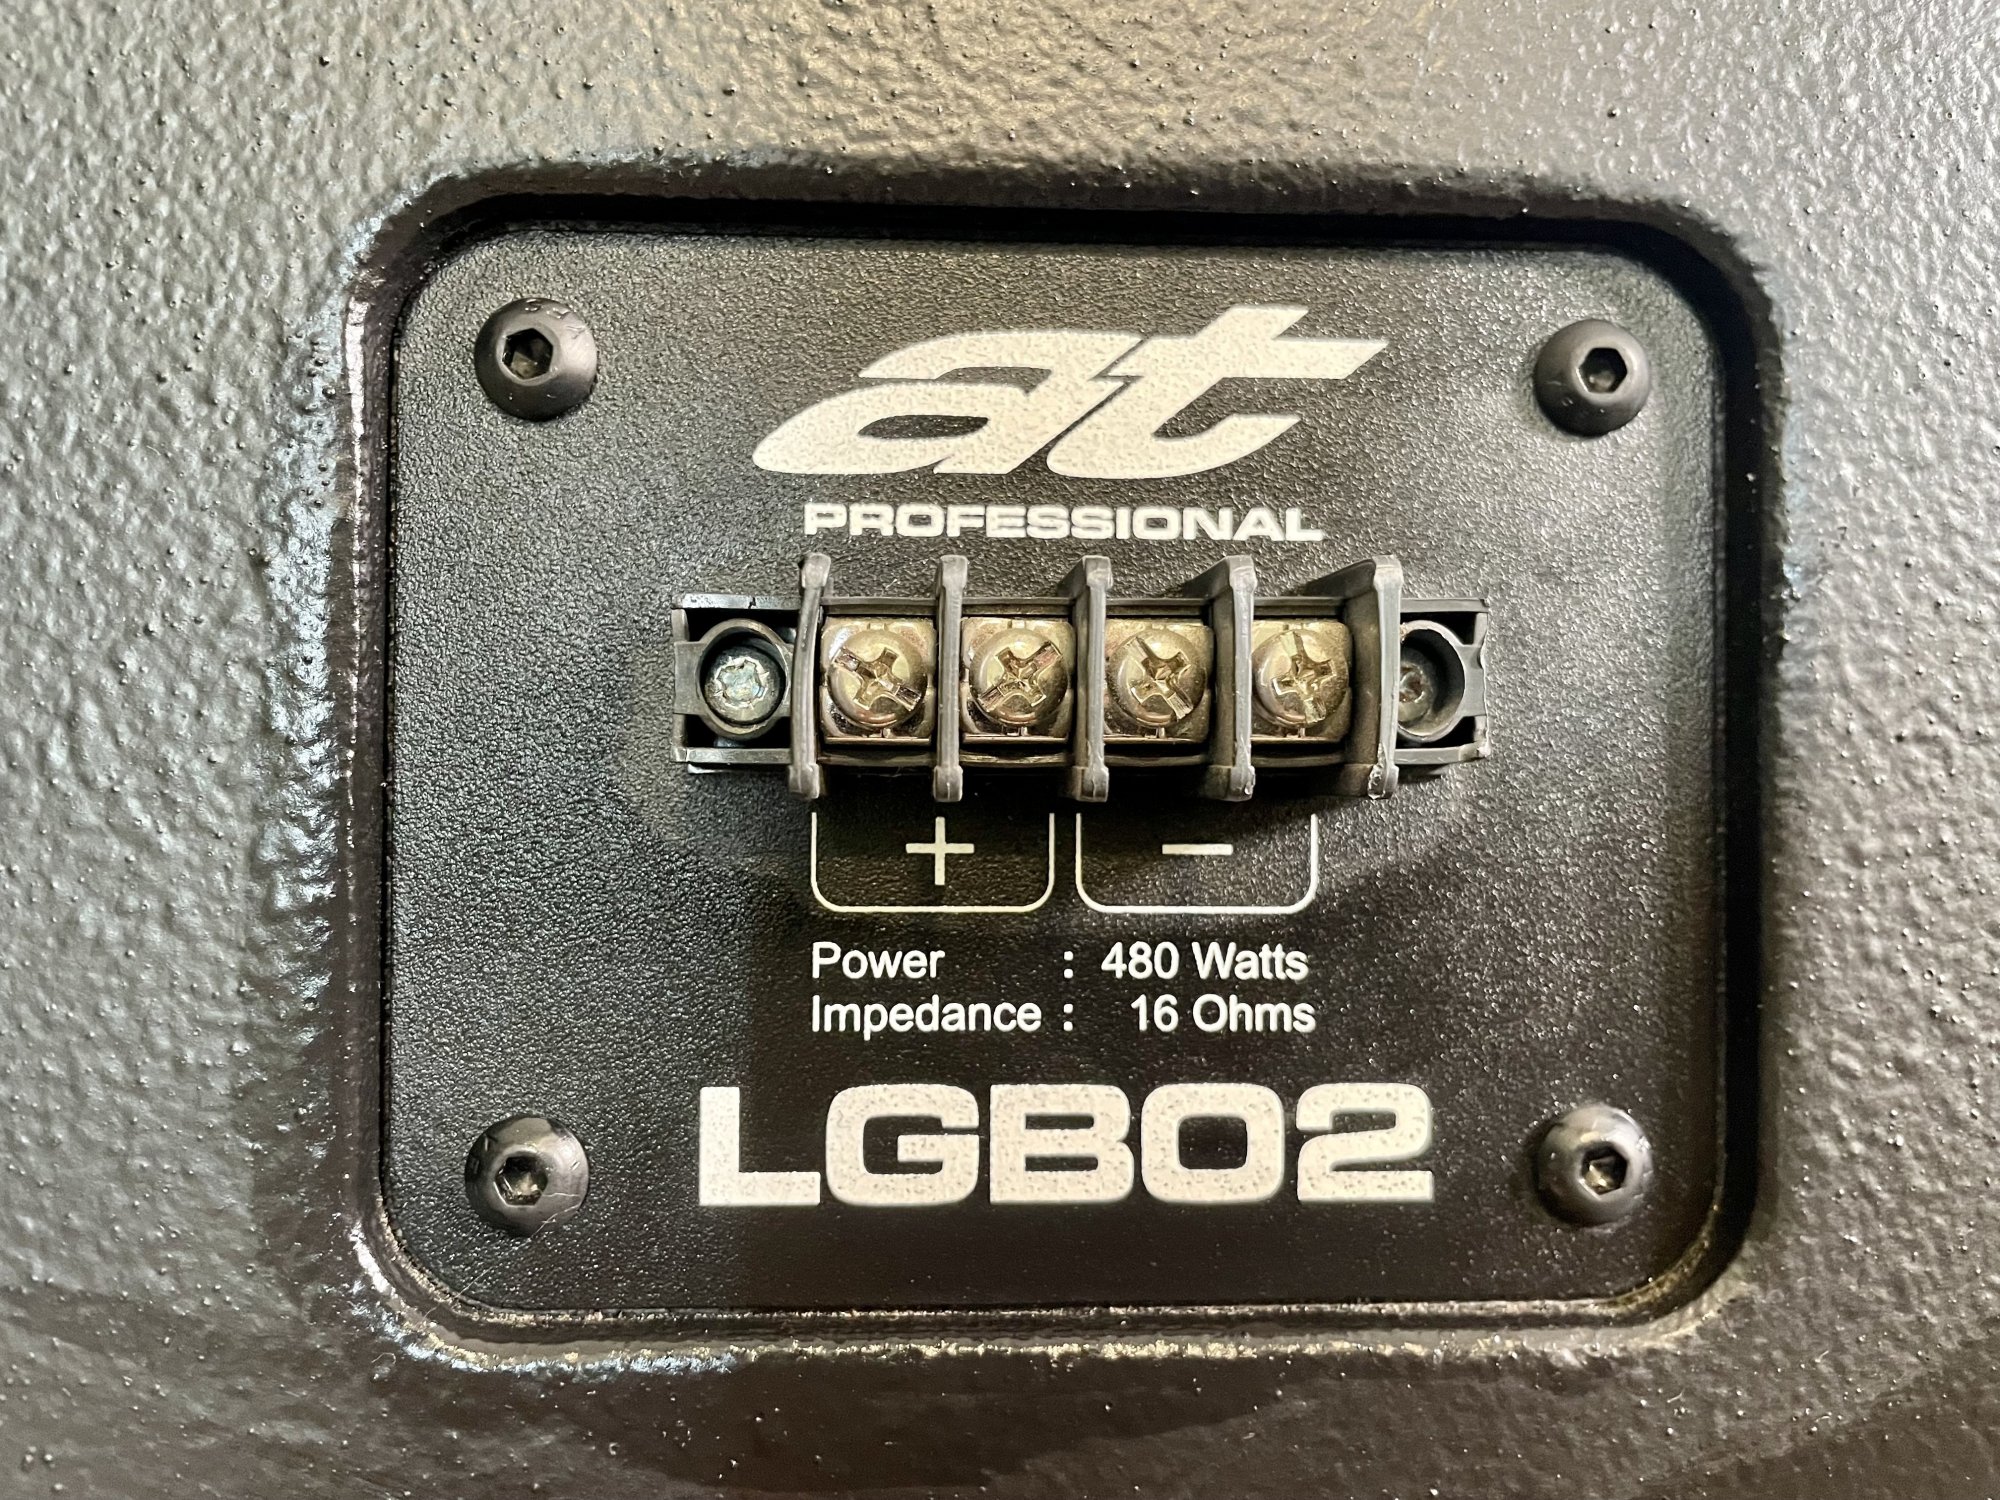 at
PROFESSIONAL
+ −
Power : 480 Watts
Impedance : 16 Ohms
LGB02